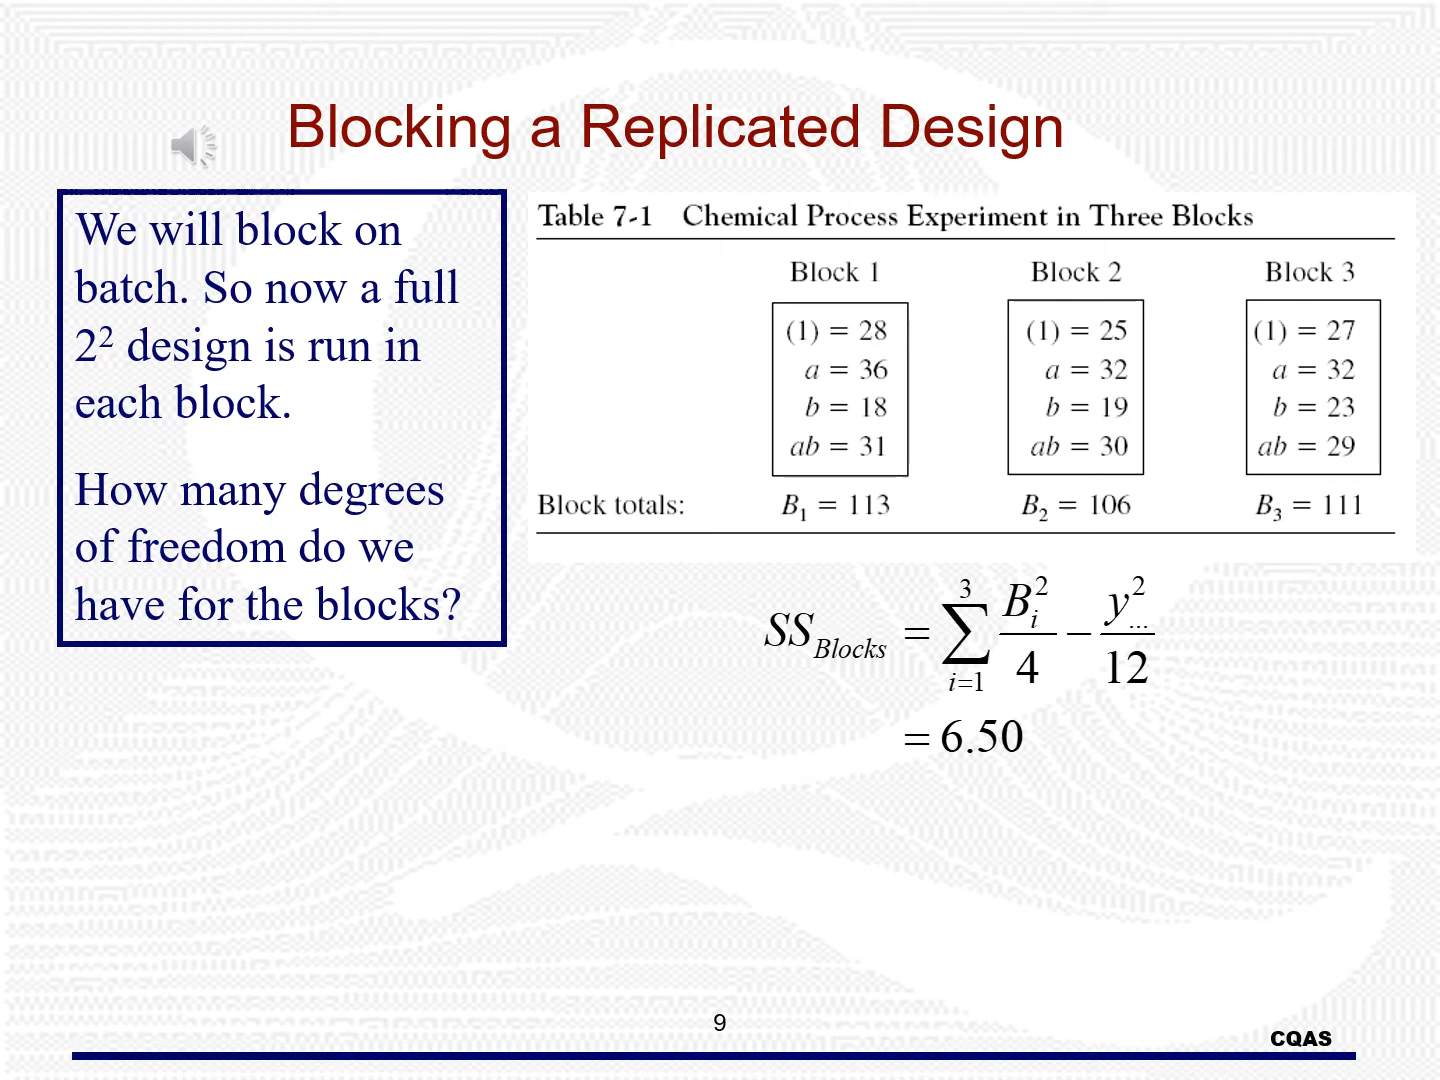 Blocking a Replicated Design
We will block on
batch. So now a full
2² design is run in
each block.
How many degrees
of freedom do we
have for the blocks?
Table 7-1 Chemical Process Experiment in Three Blocks
Block 1 Block 2 Block 3
(1) = 28 (1) = 25 (1) = 27
a = 36 a = 32 a = 32
b = 18 b = 19 b = 23
ab = 31 ab = 30 ab = 29
Block totals: B₁ = 113 B₂ = 106 B₃ = 111
SS_Blocks = ∑_{i=1}^{3} B_i²/4 − y².../12
= 6.50
9
CQAS